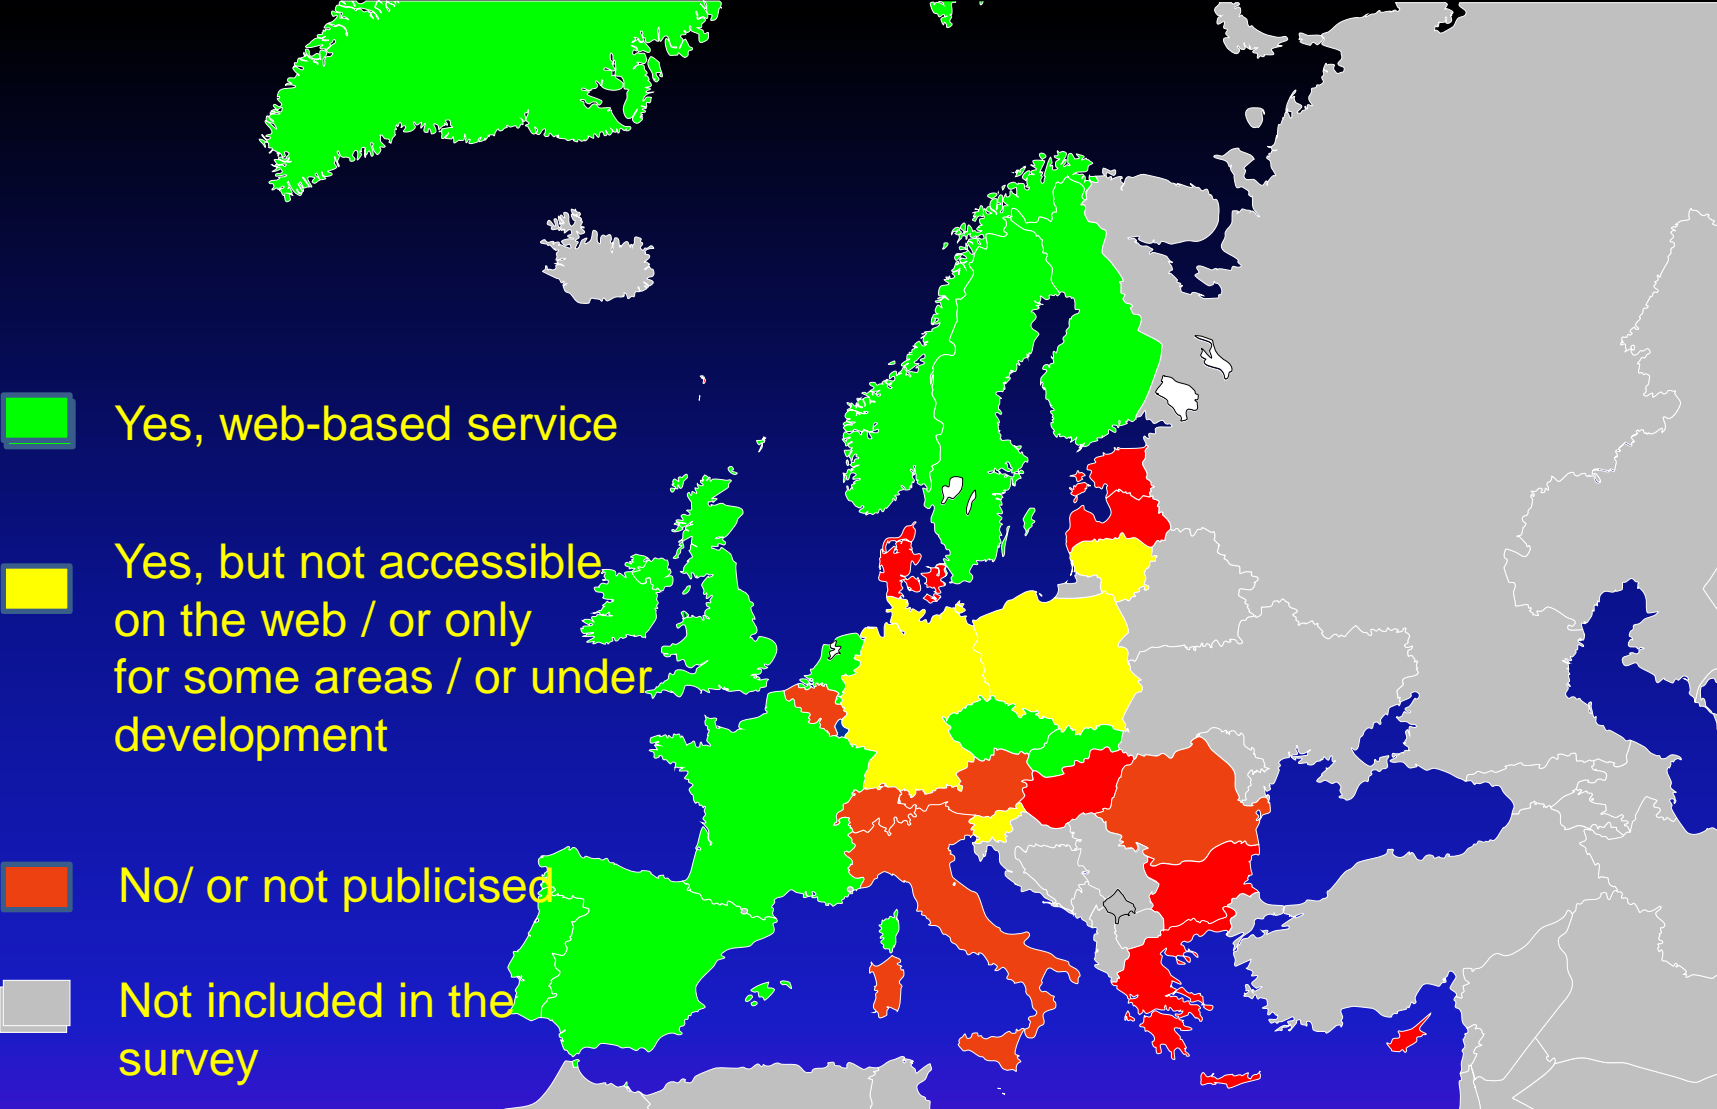 Yes, web-based service
Yes, but not accessible
on the web / or only
for some areas / or under
development
No/ or not publicised
Not included in the
survey